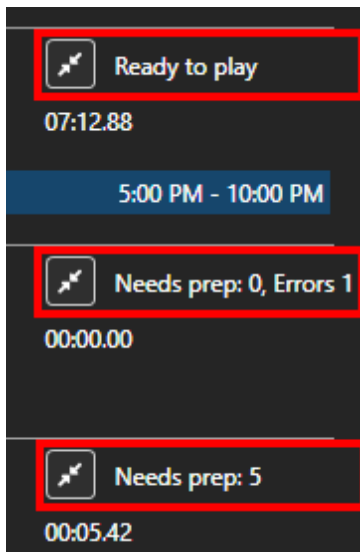 Ready to play
07:12.88
5:00 PM - 10:00 PM
Needs prep: 0, Errors 1
00:00.00
Needs prep: 5
00:05.42